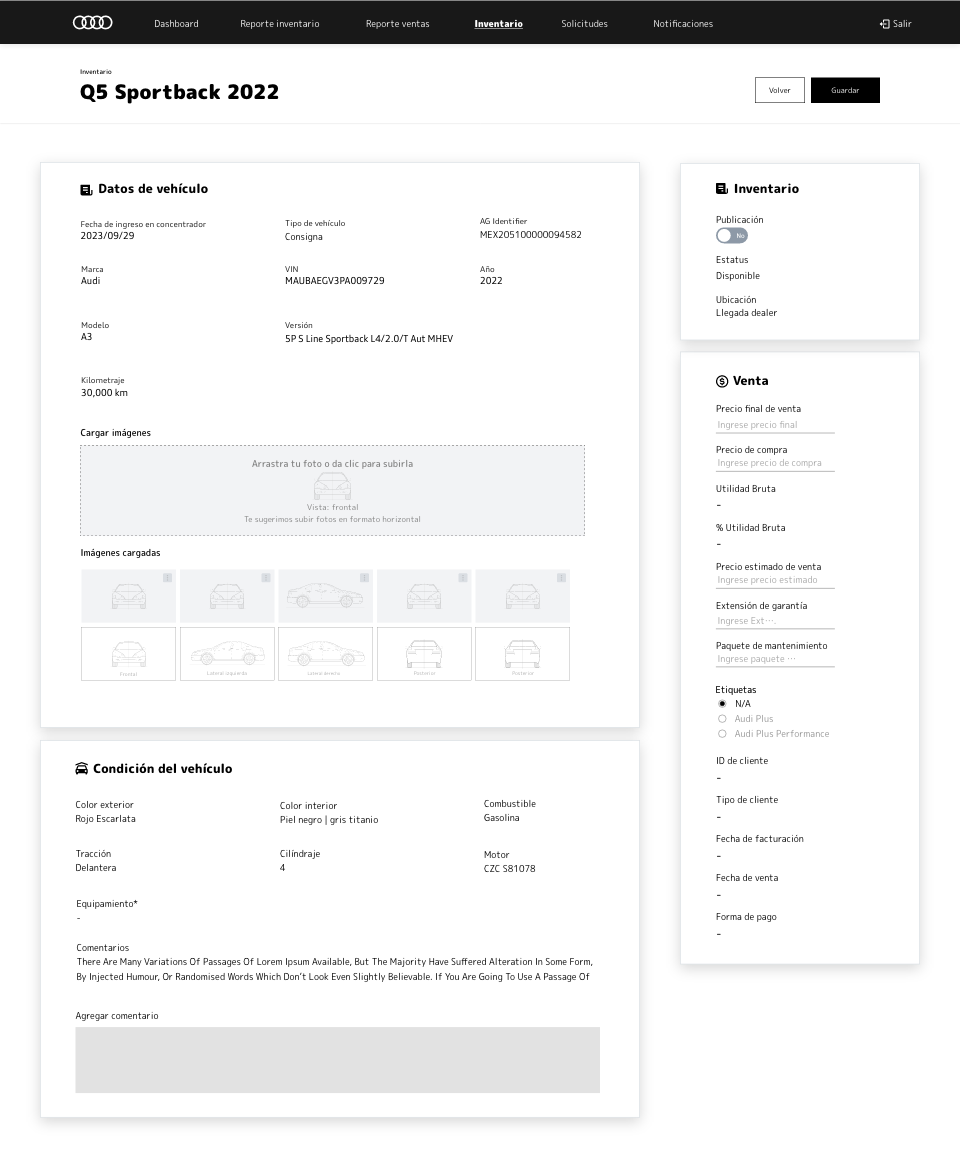 Dashboard
Reporte inventario
Reporte ventas
Inventario
Solicitudes
Notificaciones
Salir
Inventario
Q5 Sportback 2022
Volver
Guardar
Datos de vehículo
Fecha de ingreso en concentrador
2023/09/29
Tipo de vehículo
Consigna
AG Identifier
MEX205100000094582
Marca
Audi
VIN
MAUBAEGV3PA009729
Año
2022
Modelo
A3
Versión
5P S Line Sportback L4/2.0/T Aut MHEV
Kilometraje
30,000 km
Cargar imágenes
Arrastra tu foto o da clic para subirla
Vista: frontal
Te sugerimos subir fotos en formato horizontal
Imágenes cargadas
Frontal
Lateral izquierdo
Lateral derecho
Posterior
Posterior
Condición del vehículo
Color exterior
Rojo Escarlata
Color interior
Piel negro | gris titanio
Combustible
Gasolina
Tracción
Delantera
Cilíndraje
4
Motor
CZC S81078
Equipamiento*
-
Comentarios
There Are Many Variations Of Passages Of Lorem Ipsum Available, But The Majority Have Suffered Alteration In Some Form,
By Injected Humour, Or Randomised Words Which Don't Look Even Slightly Believable. If You Are Going To Use A Passage Of
Agregar comentario
Inventario
Publicación
No
Estatus
Disponible
Ubicación
Llegada dealer
Venta
Precio final de venta
Ingrese precio final
Precio de compra
Ingrese precio de compra
Utilidad Bruta
-
% Utilidad Bruta
-
Precio estimado de venta
Ingrese precio estimado
Extensión de garantía
Ingrese Ext···.
Paquete de mantenimiento
Ingrese paquete ···
Etiquetas
N/A
Audi Plus
Audi Plus Performance
ID de cliente
-
Tipo de cliente
-
Fecha de facturación
-
Fecha de venta
-
Forma de pago
-